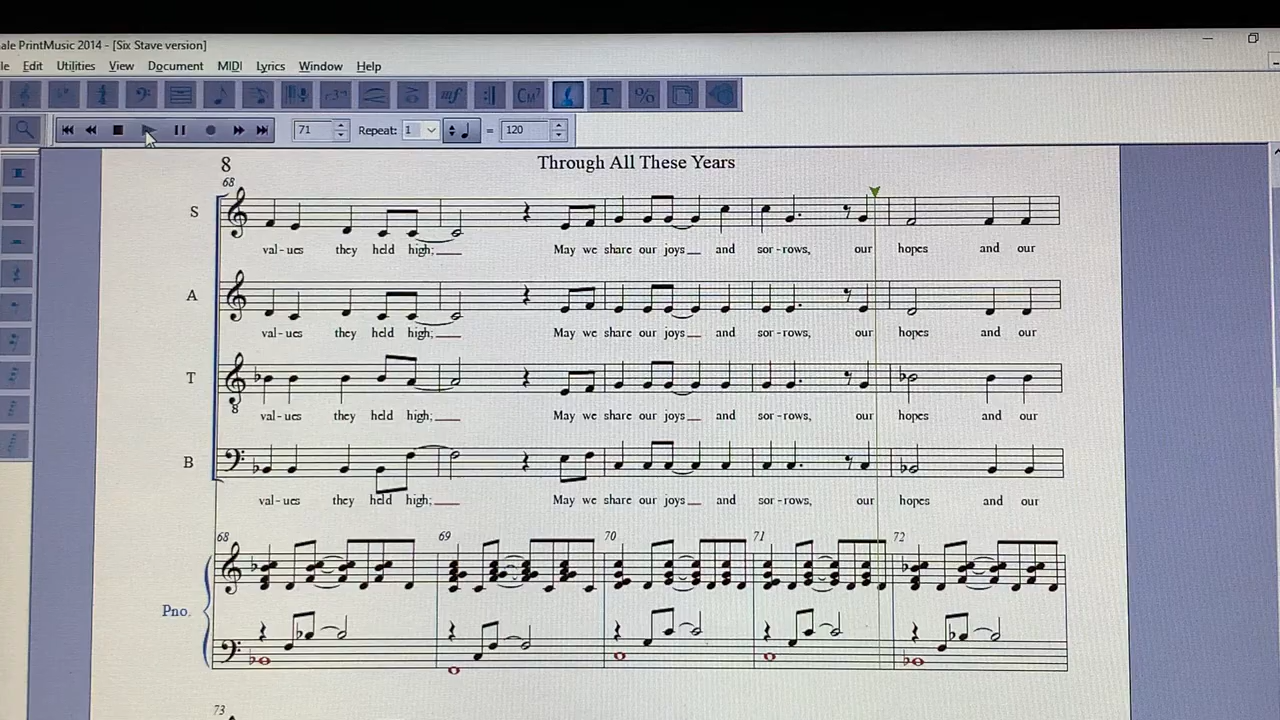 ale PrintMusic 2014 - [Six Stave version]
le Edit Utilities View Document MIDI Lyrics Window Help
mf CM7 T %
71 Repeat: 1 = 120
8 Through All These Years
68
S
val - ues they held high; May we share our joys and sor - rows, our hopes and our
A
val - ues they held high; May we share our joys and sor - rows, our hopes and our
T
8
val - ues they held high; May we share our joys and sor - rows, our hopes and our
B
val - ues they held high; May we share our joys and sor - rows, our hopes and our
68 69 70 71 72
Pno.
73